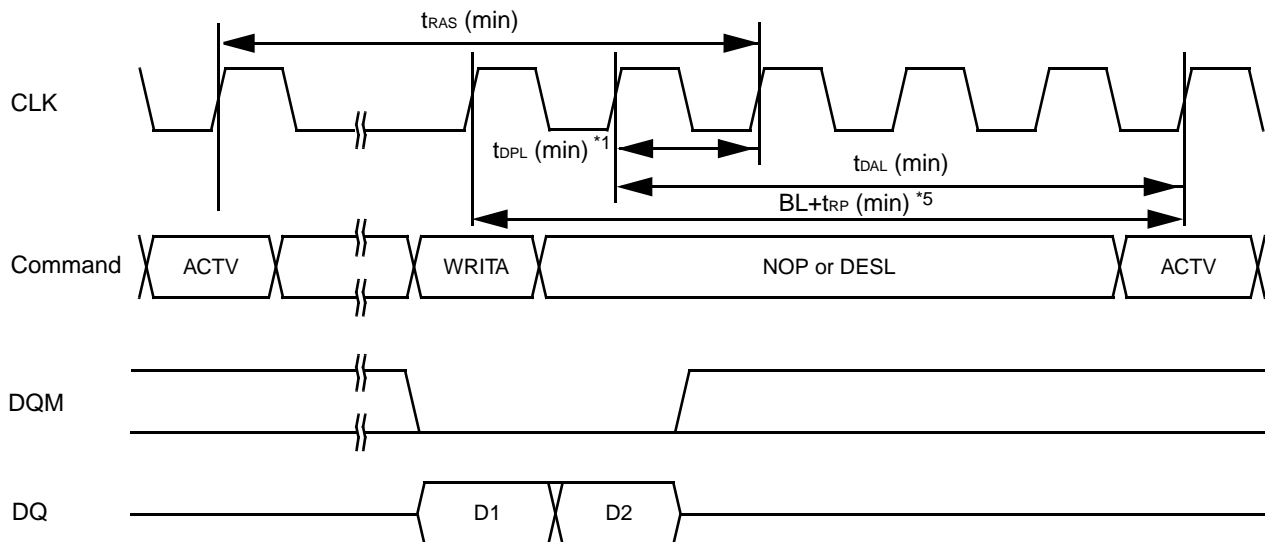 tRAS (min)
CLK
tDPL (min) *1
tDAL (min)
BL+tRP (min) *5
Command
ACTV
WRITA
NOP or DESL
ACTV
DQM
DQ
D1
D2